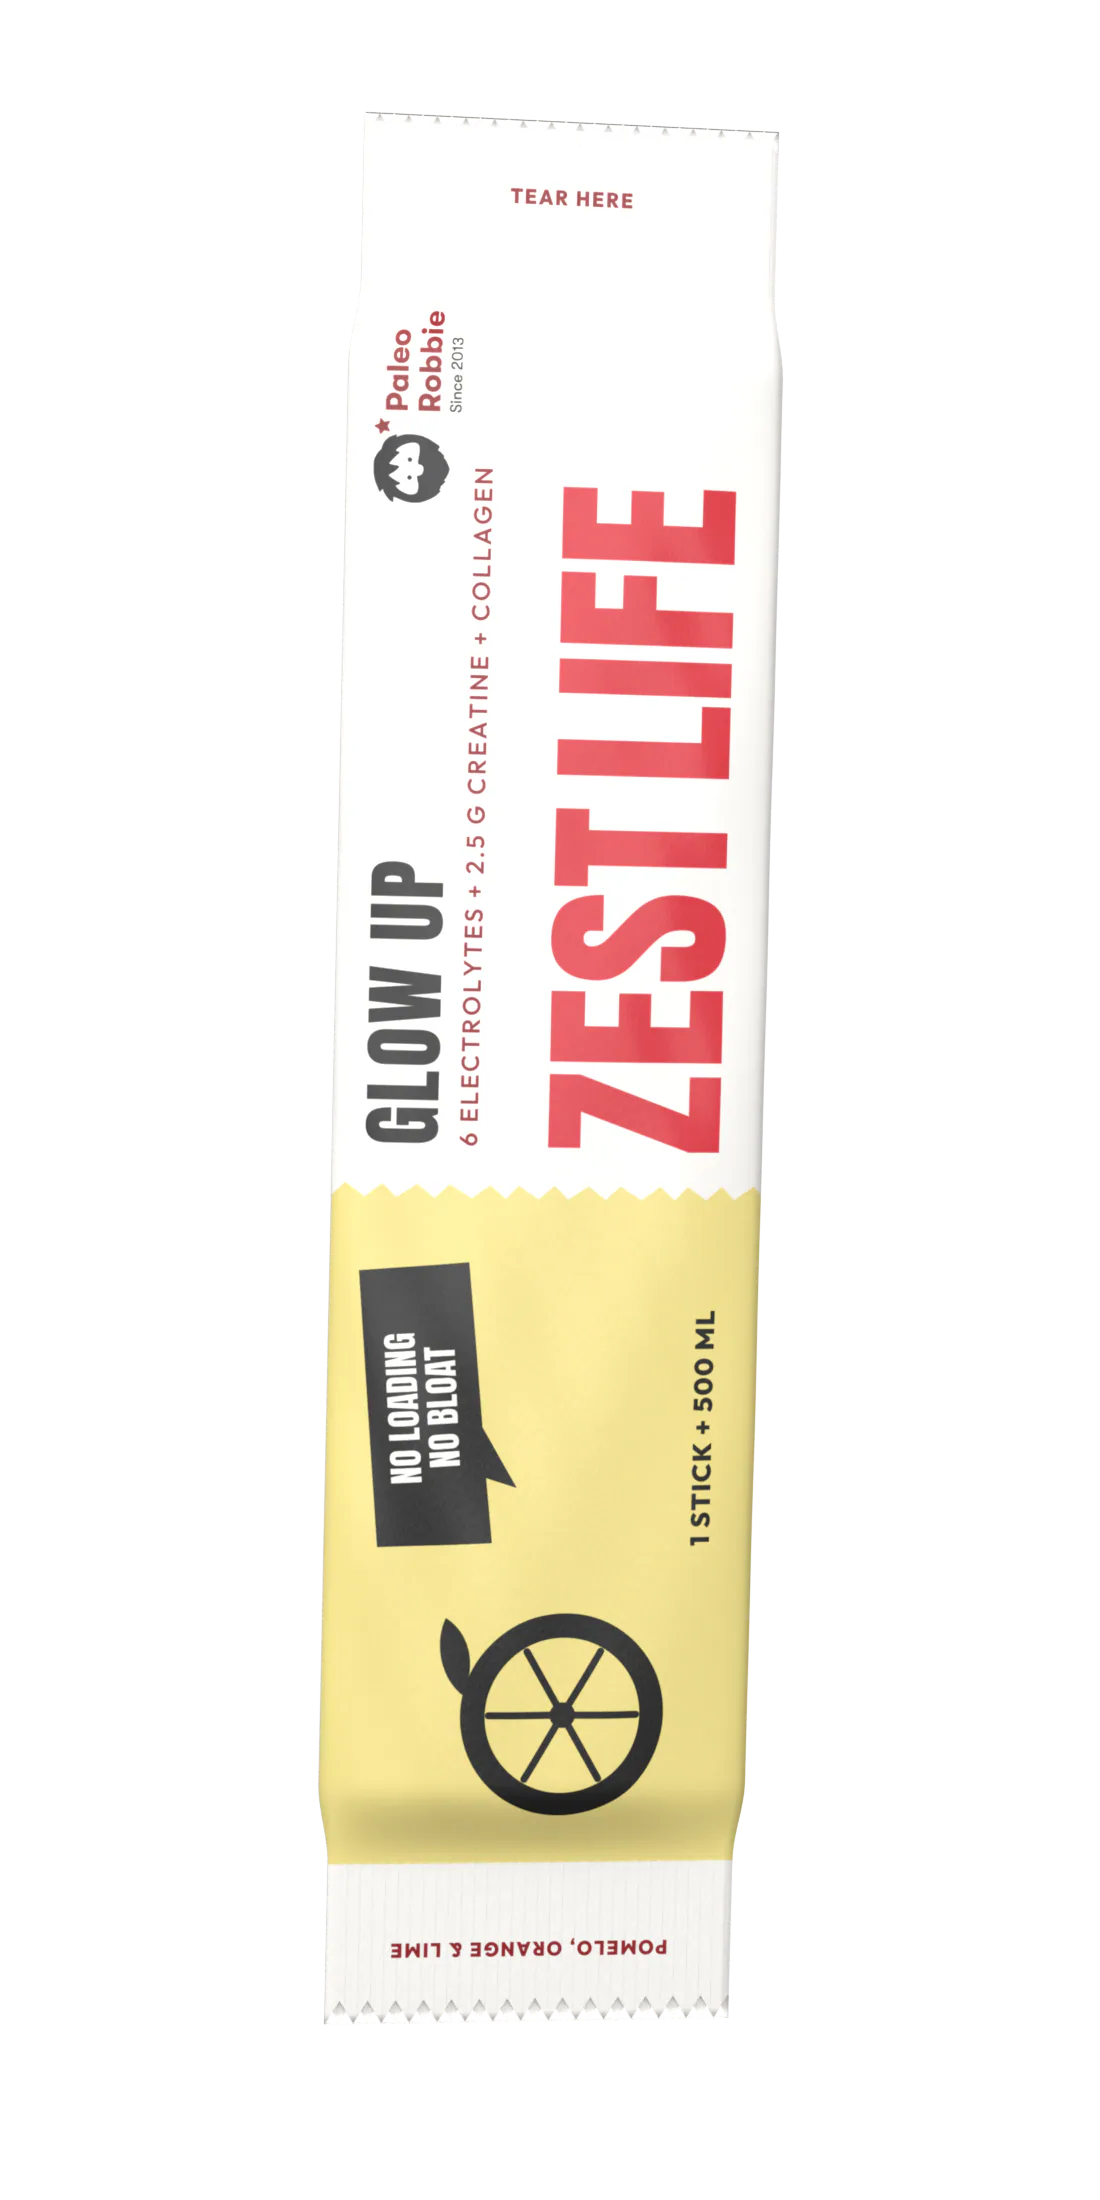 TEAR HERE
Paleo
Robbie
Since 2013
GLOW UP
6 ELECTROLYTES + 2.5 G CREATINE + COLLAGEN
ZEST LIFE
NO LOADING
NO BLOAT
1 STICK + 500 ML
POMELO, ORANGE & LIME